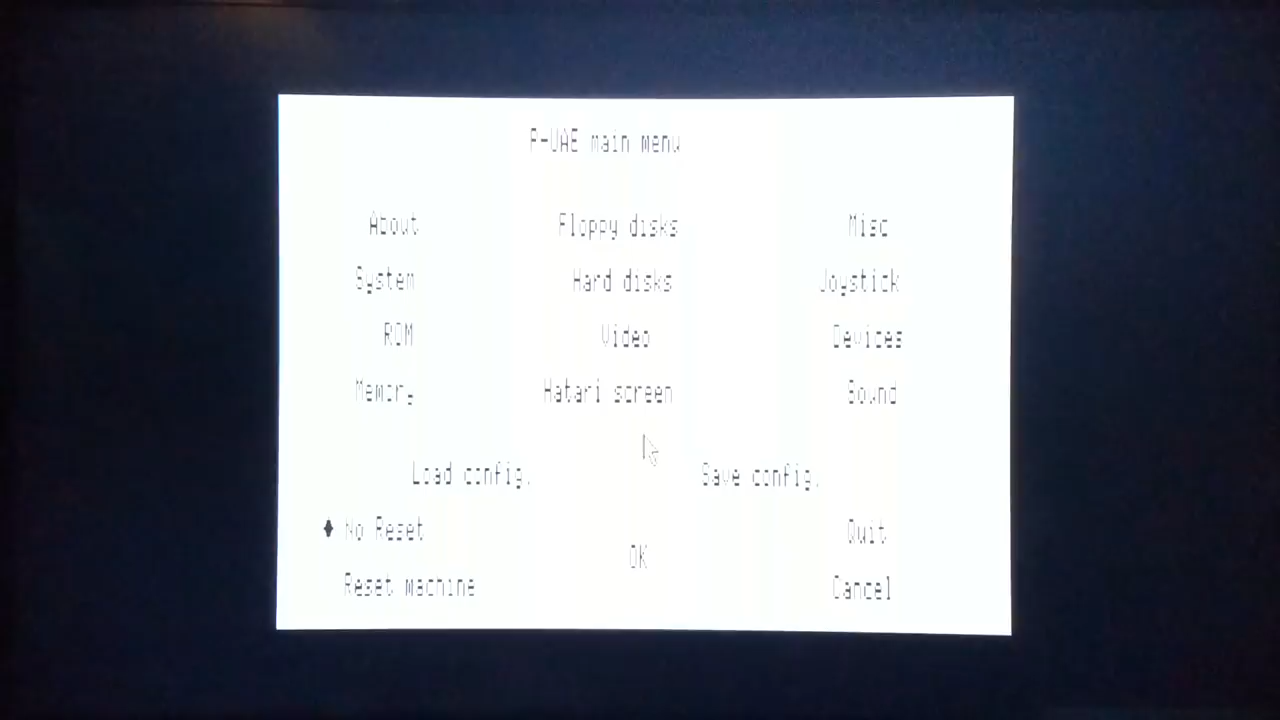 P-UAE main menu
About Floppy disks Misc
System Hard disks Joystick
ROM Video Devices
Memory Hatari screen Sound
Load config. Save config.
No Reset Quit
OK
Reset machine Cancel